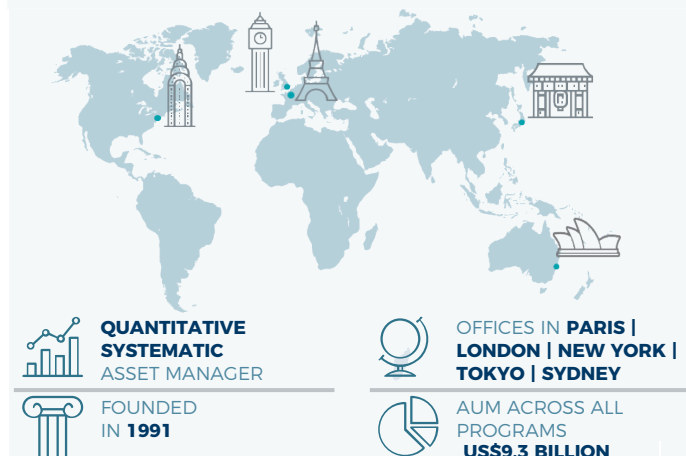 QUANTITATIVE
SYSTEMATIC
ASSET MANAGER
OFFICES IN PARIS |
LONDON | NEW YORK |
TOKYO | SYDNEY
FOUNDED
IN 1991
AUM ACROSS ALL
PROGRAMS
US$9.3 BILLION